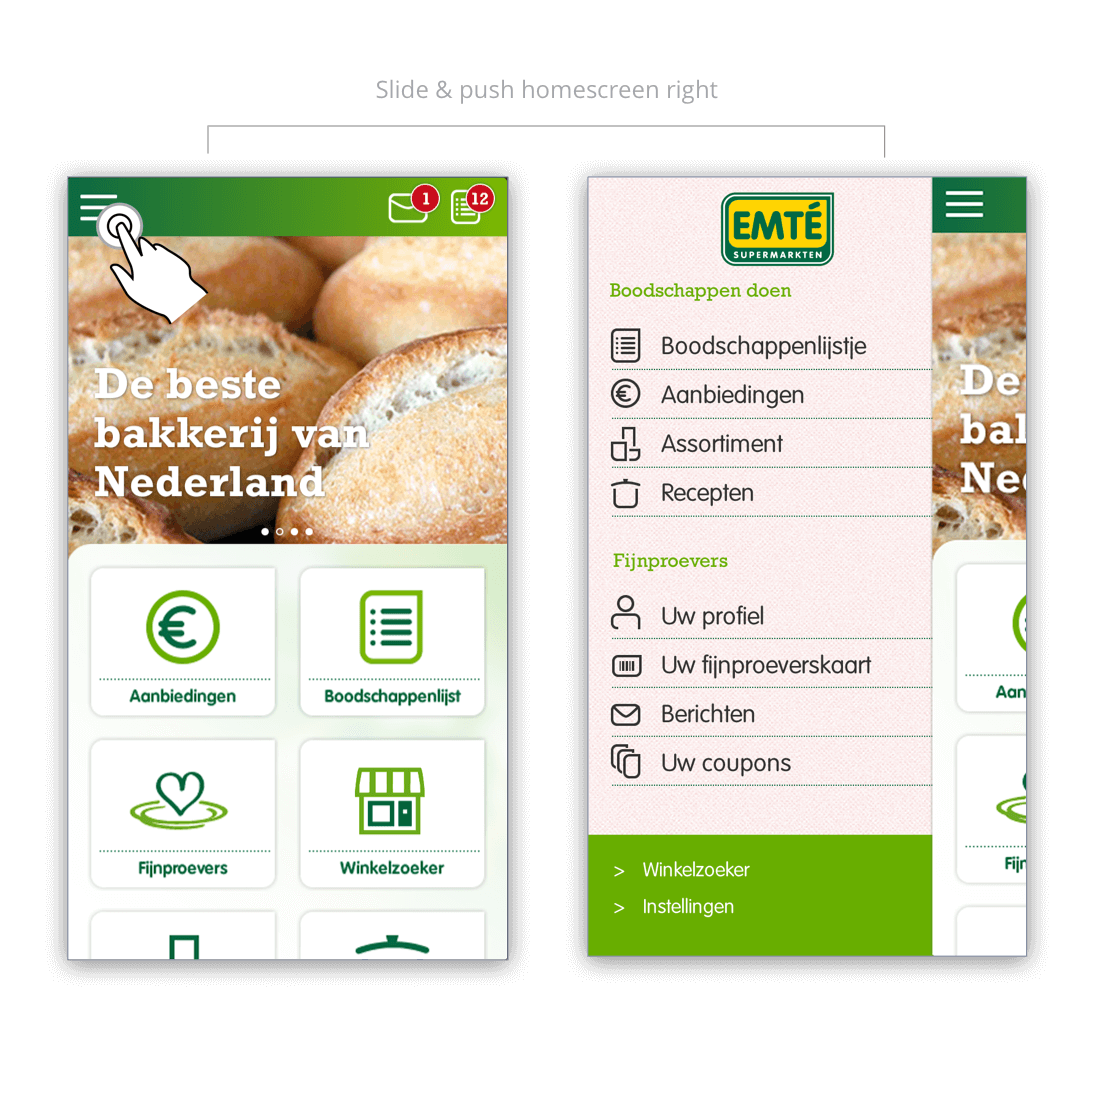 Slide & push homescreen right
1
12
De beste
bakkerij van
Nederland
Aanbiedingen
Boodschappenlijst
Fijnproevers
Winkelzoeker
EMTÉ
SUPERMARKTEN
Boodschappen doen
Boodschappenlijstje
Aanbiedingen
Assortiment
Recepten
Fijnproevers
Uw profiel
Uw fijnproeverskaart
Berichten
Uw coupons
> Winkelzoeker
> Instellingen
De
bak
Ne
Aan
Fijn